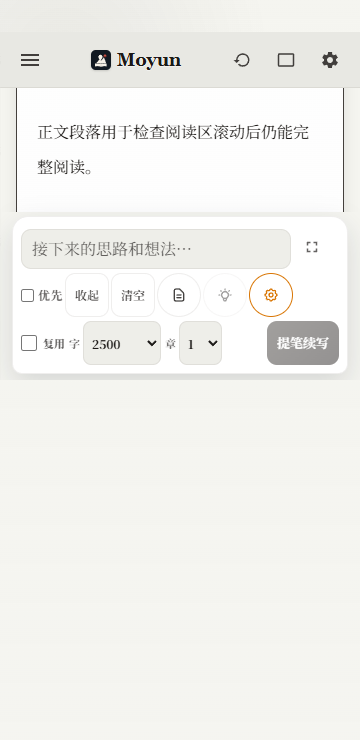 Moyun
正文段落用于检查阅读区滚动后仍能完
整阅读。
接下来的思路和想法…
优先 收起 清空
复用 字 2500 章 1 提笔续写